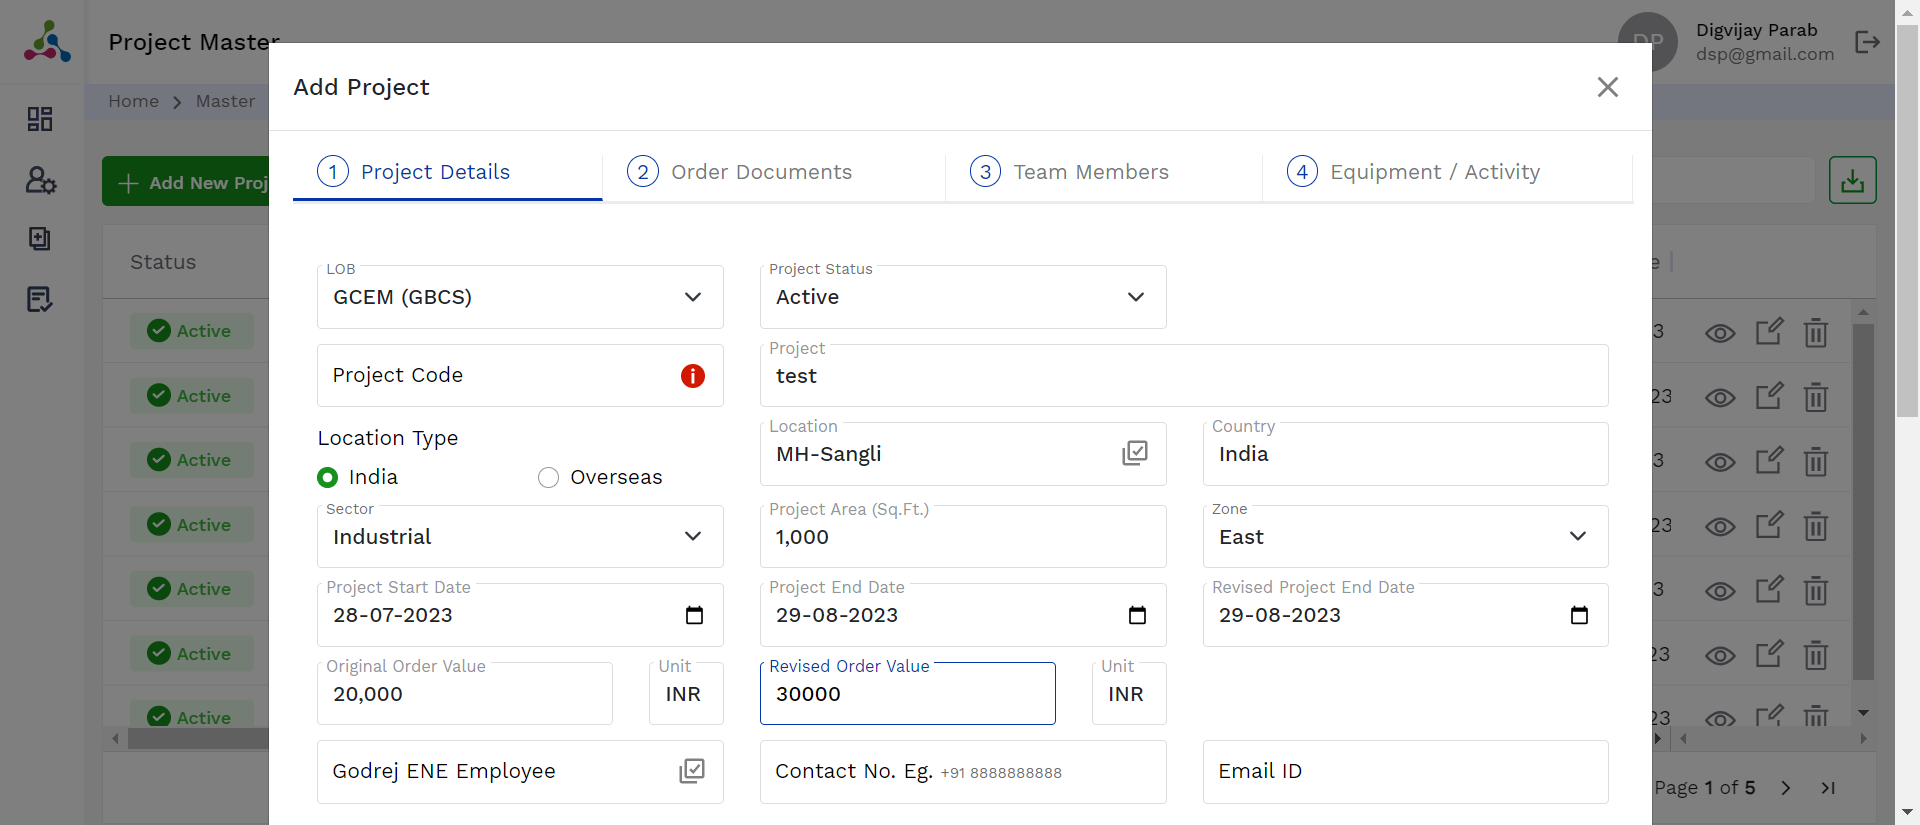 Project Master
DP
Digvijay Parab
dsp@gmail.com
Home
Master
Add Project
1 Project Details
2 Order Documents
3 Team Members
4 Equipment / Activity
Add New Proj
Status
e
LOB
GCEM (GBCS)
Project Status
Active
Active
3
Project Code
Project
test
Active
23
Location Type
India
Overseas
Location
MH-Sangli
Country
India
Active
3
Sector
Industrial
Project Area (Sq.Ft.)
1,000
Zone
East
Active
23
Project Start Date
28-07-2023
Project End Date
29-08-2023
Revised Project End Date
29-08-2023
Active
3
Original Order Value
20,000
Unit
INR
Revised Order Value
30000
Unit
INR
Active
23
Active
23
Godrej ENE Employee
Contact No. Eg. +91 8888888888
Email ID
Page 1 of 5